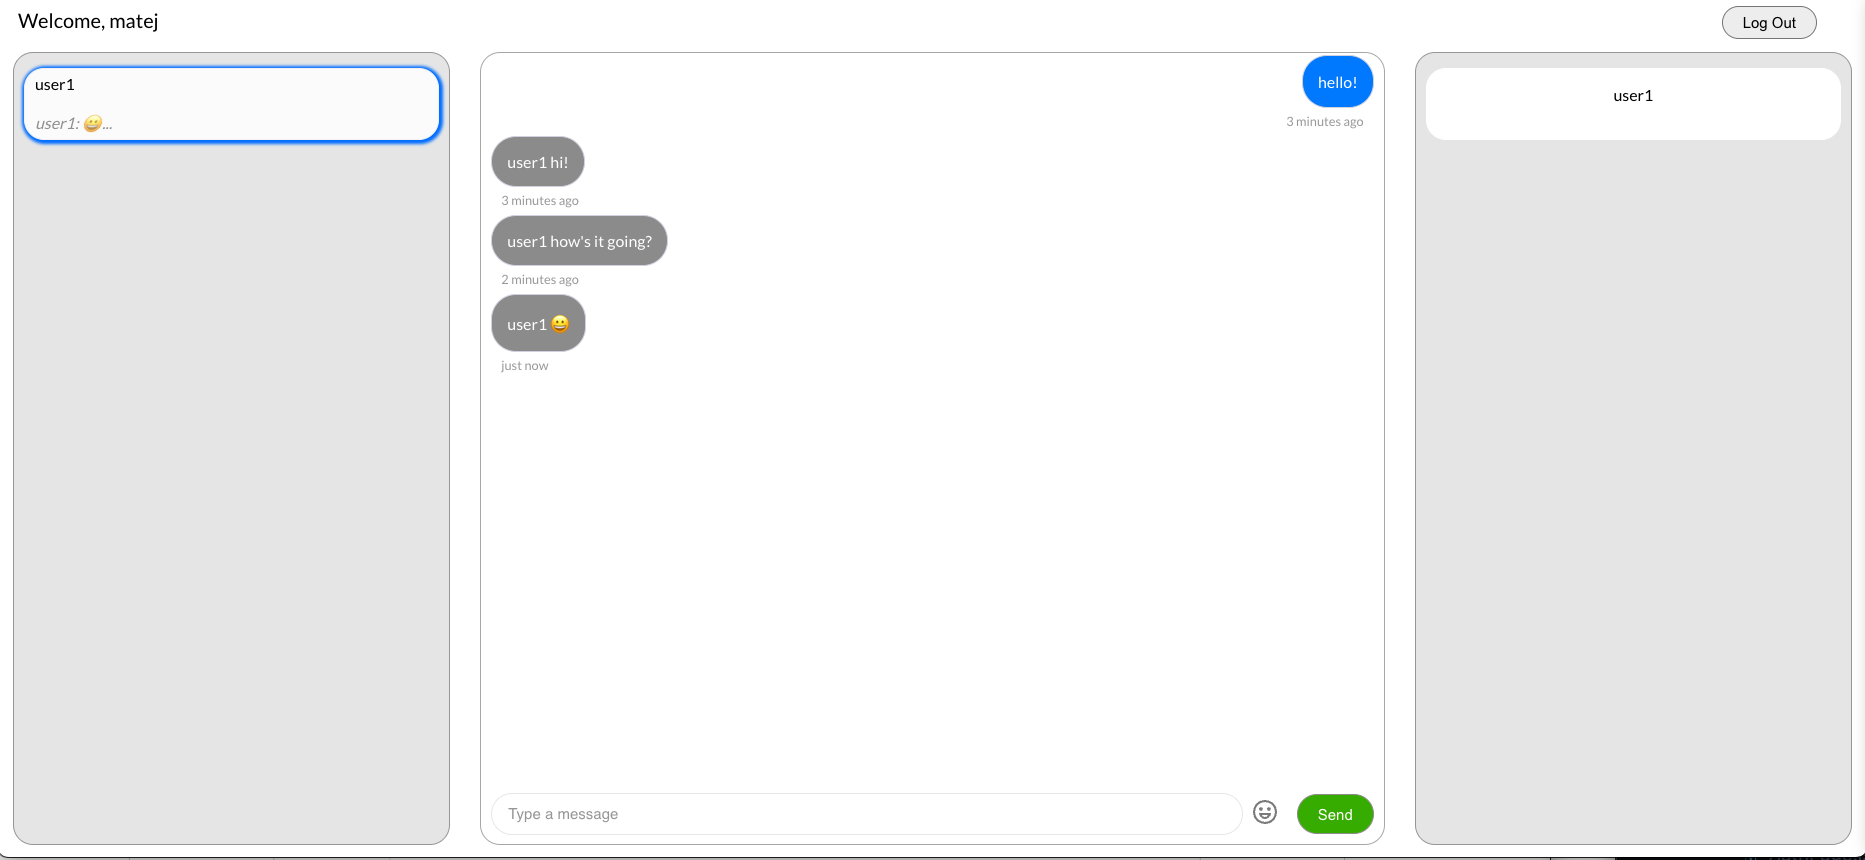 Welcome, matej
Log Out
user1
user1: 😀...
hello!
3 minutes ago
user1 hi!
3 minutes ago
user1 how's it going?
2 minutes ago
user1 😀
just now
Type a message
Send
user1